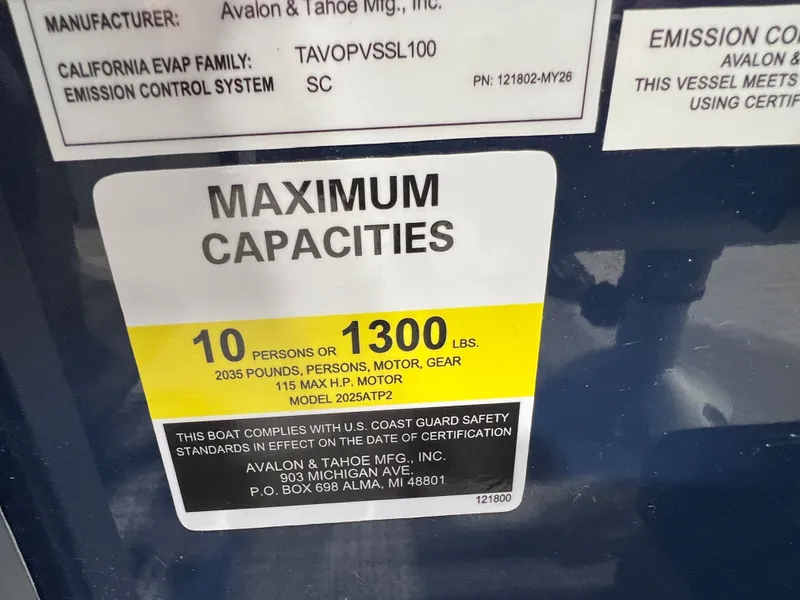 MANUFACTURER: Avalon & Tahoe Mfg., Inc.
CALIFORNIA EVAP FAMILY: TAVOPVSSL100
EMISSION CONTROL SYSTEM SC
PN: 121802-MY26
EMISSION
AVALON &
THIS VESSEL MEETS
USING
MAXIMUM
CAPACITIES
10 PERSONS OR 1300 LBS.
2035 POUNDS, PERSONS, MOTOR, GEAR
115 MAX H.P. MOTOR
MODEL 2025ATP2
THIS BOAT COMPLIES WITH U.S. COAST GUARD SAFETY
STANDARDS IN EFFECT ON THE DATE OF CERTIFICATION
AVALON & TAHOE MFG., INC.
903 MICHIGAN AVE.
P.O. BOX 698 ALMA, MI 48801
121800